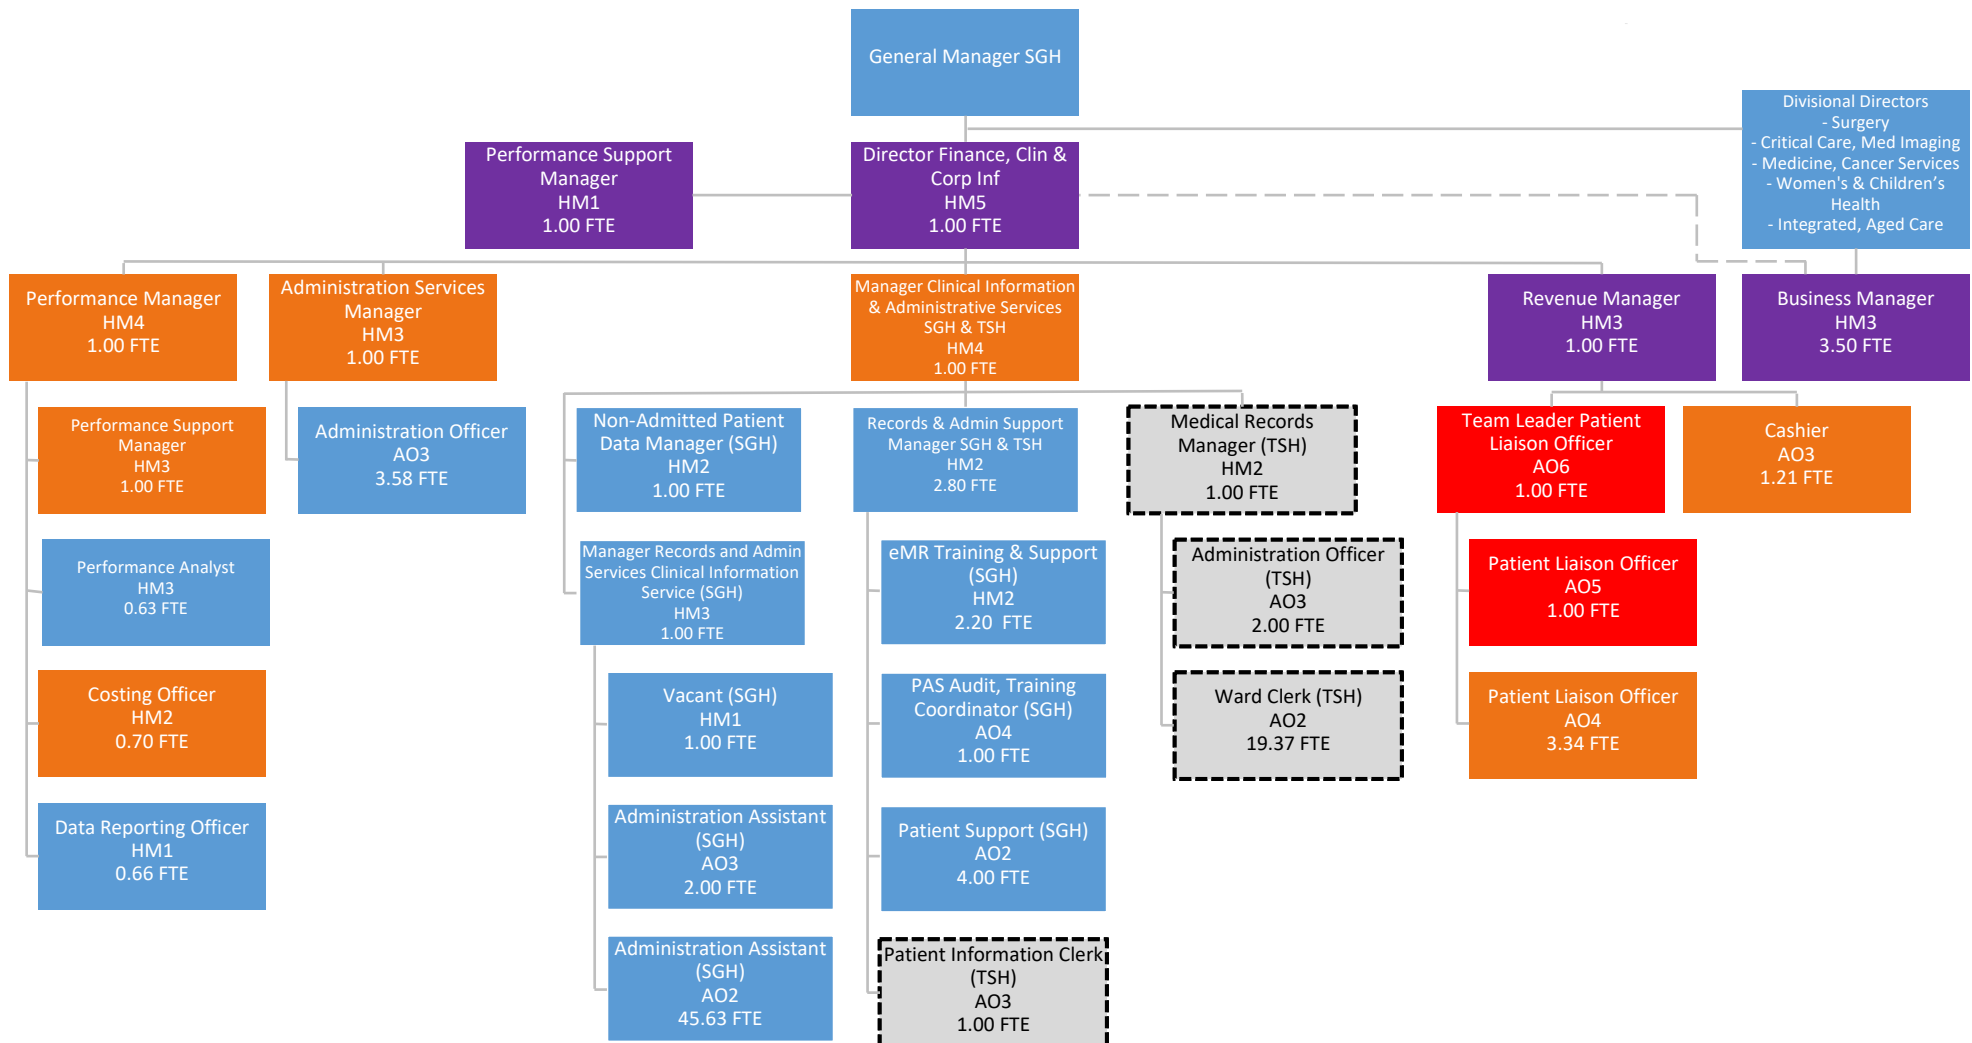 General Manager SGH
Divisional Directors
- Surgery
- Critical Care, Med Imaging
- Medicine, Cancer Services
- Women's & Children’s
Health
- Integrated, Aged Care
Performance Support
Manager
HM1
1.00 FTE
Director Finance, Clin &
Corp Inf
HM5
1.00 FTE
Performance Manager
HM4
1.00 FTE
Administration Services
Manager
HM3
1.00 FTE
Manager Clinical Information
& Administrative Services
SGH & TSH
HM4
1.00 FTE
Revenue Manager
HM3
1.00 FTE
Business Manager
HM3
3.50 FTE
Performance Support
Manager
HM3
1.00 FTE
Administration Officer
AO3
3.58 FTE
Non-Admitted Patient
Data Manager (SGH)
HM2
1.00 FTE
Records & Admin Support
Manager SGH & TSH
HM2
2.80 FTE
Medical Records
Manager (TSH)
HM2
1.00 FTE
Team Leader Patient
Liaison Officer
AO6
1.00 FTE
Cashier
AO3
1.21 FTE
Performance Analyst
HM3
0.63 FTE
Manager Records and Admin
Services Clinical Information
Service (SGH)
HM3
1.00 FTE
eMR Training & Support
(SGH)
HM2
2.20 FTE
Administration Officer
(TSH)
AO3
2.00 FTE
Patient Liaison Officer
AO5
1.00 FTE
Costing Officer
HM2
0.70 FTE
Vacant (SGH)
HM1
1.00 FTE
PAS Audit, Training
Coordinator (SGH)
AO4
1.00 FTE
Ward Clerk (TSH)
AO2
19.37 FTE
Patient Liaison Officer
AO4
3.34 FTE
Data Reporting Officer
HM1
0.66 FTE
Administration Assistant
(SGH)
AO3
2.00 FTE
Patient Support (SGH)
AO2
4.00 FTE
Administration Assistant
(SGH)
AO2
45.63 FTE
Patient Information Clerk
(TSH)
AO3
1.00 FTE